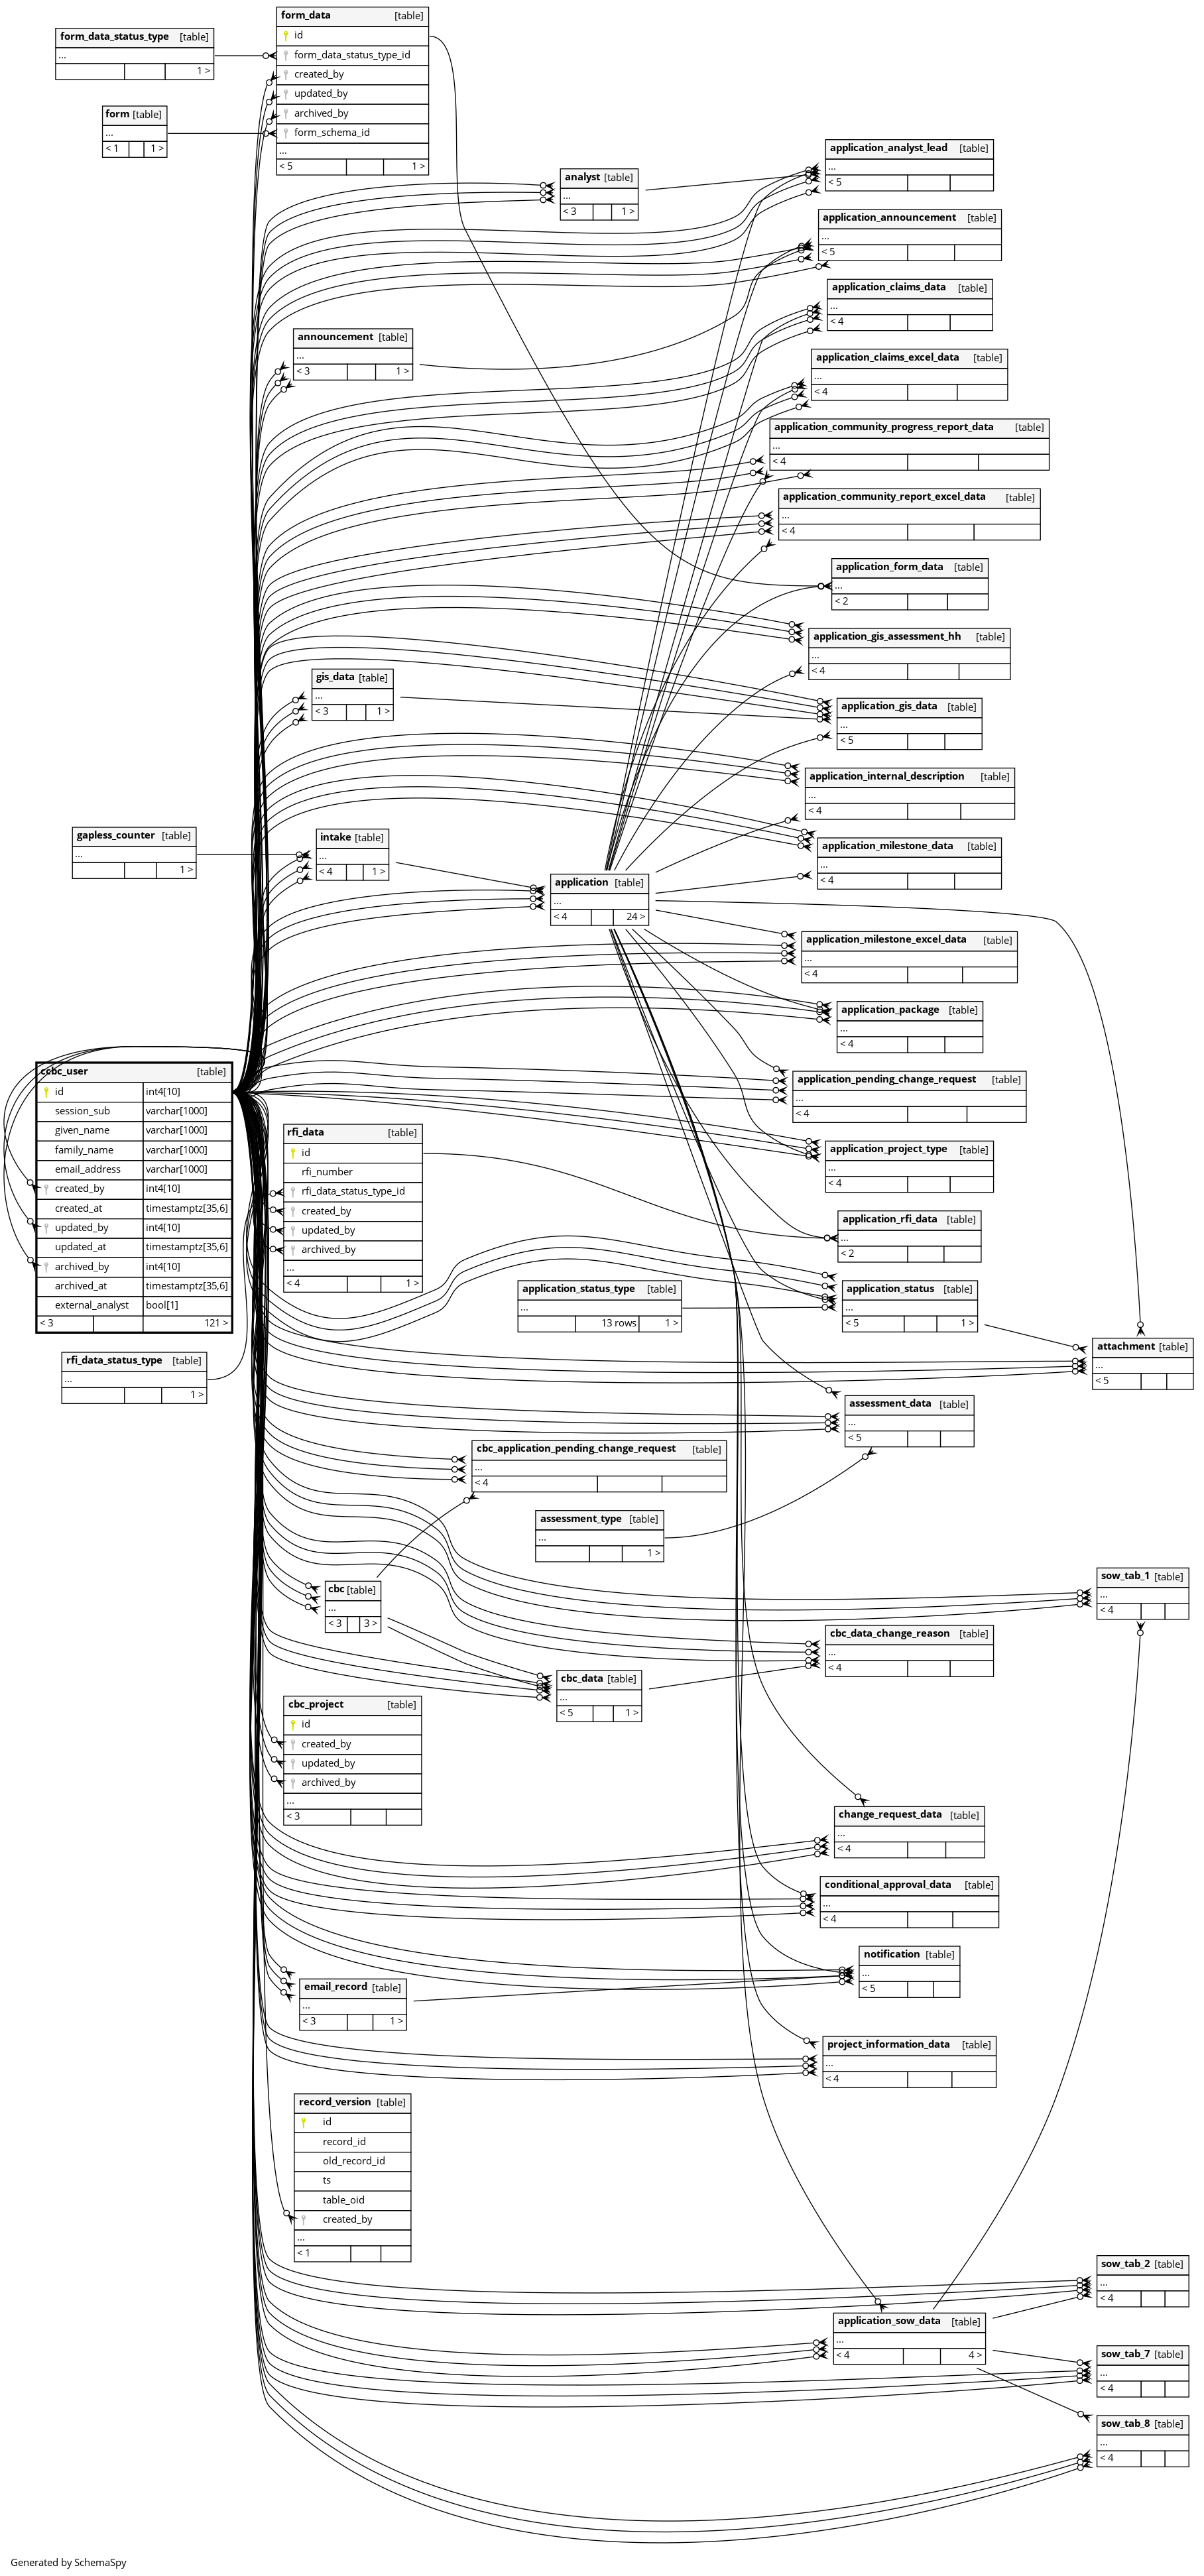 form_data [table]
id
form_data_status_type_id
created_by
updated_by
archived_by
form_schema_id
...
< 5 1 >
form_data_status_type [table]
...
1 >
form [table]
...
< 1 1 >
analyst [table]
...
< 3 1 >
application_analyst_lead [table]
...
< 5
application_announcement [table]
...
< 5
application_claims_data [table]
...
< 4
announcement [table]
...
< 3 1 >
application_claims_excel_data [table]
...
< 4
application_community_progress_report_data [table]
...
< 4
application_community_report_excel_data [table]
...
< 4
application_form_data [table]
...
< 2
application_gis_assessment_hh [table]
...
< 4
gis_data [table]
...
< 3 1 >
application_gis_data [table]
...
< 5
application_internal_description [table]
...
< 4
gapless_counter [table]
...
1 >
intake [table]
...
< 4 1 >
application_milestone_data [table]
...
< 4
application [table]
...
< 4 24 >
application_milestone_excel_data [table]
...
< 4
application_package [table]
...
< 4
ccbc_user [table]
id int4[10]
session_sub varchar[1000]
given_name varchar[1000]
family_name varchar[1000]
email_address varchar[1000]
created_by int4[10]
created_at timestamptz[35,6]
updated_by int4[10]
updated_at timestamptz[35,6]
archived_by int4[10]
archived_at timestamptz[35,6]
external_analyst bool[1]
< 3 121 >
application_pending_change_request [table]
...
< 4
rfi_data [table]
id
rfi_number
rfi_data_status_type_id
created_by
updated_by
archived_by
...
< 4 1 >
application_project_type [table]
...
< 4
application_rfi_data [table]
...
< 2
application_status_type [table]
...
13 rows 1 >
application_status [table]
...
< 5 1 >
attachment [table]
...
< 5
rfi_data_status_type [table]
...
1 >
assessment_data [table]
...
< 5
cbc_application_pending_change_request [table]
...
< 4
assessment_type [table]
...
1 >
cbc [table]
...
< 3 3 >
sow_tab_1 [table]
...
< 4
cbc_data_change_reason [table]
...
< 4
cbc_data [table]
...
< 5 1 >
cbc_project [table]
id
created_by
updated_by
archived_by
...
< 3
change_request_data [table]
...
< 4
conditional_approval_data [table]
...
< 4
notification [table]
...
< 5
email_record [table]
...
< 3 1 >
project_information_data [table]
...
< 4
record_version [table]
id
record_id
old_record_id
ts
table_oid
created_by
...
< 1
sow_tab_2 [table]
...
< 4
application_sow_data [table]
...
< 4 4 >
sow_tab_7 [table]
...
< 4
sow_tab_8 [table]
...
< 4
Generated by SchemaSpy